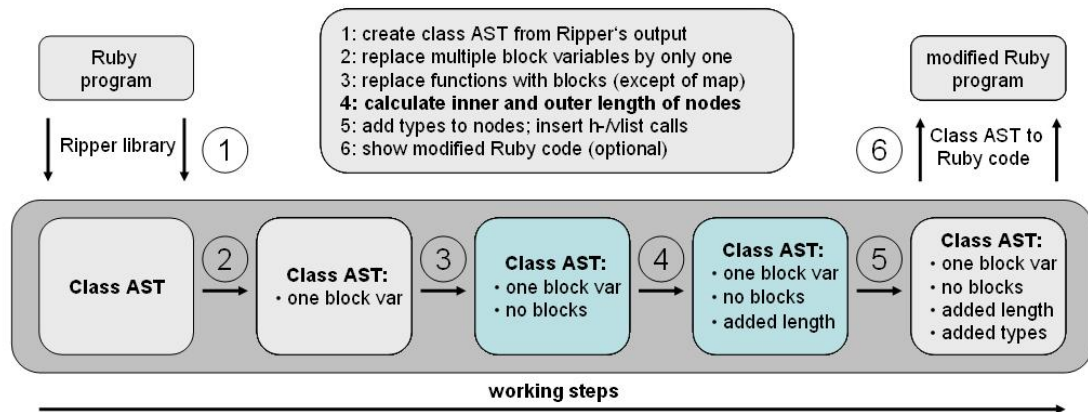 Ruby
program
Ripper library
1
1: create class AST from Ripper's output
2: replace multiple block variables by only one
3: replace functions with blocks (except of map)
4: calculate inner and outer length of nodes
5: add types to nodes; insert h-/vlist calls
6: show modified Ruby code (optional)
modified Ruby
program
6
Class AST to
Ruby code
Class AST
2
Class AST:
· one block var
3
Class AST:
· one block var
· no blocks
4
Class AST:
· one block var
· no blocks
· added length
5
Class AST:
· one block var
· no blocks
· added length
· added types
working steps